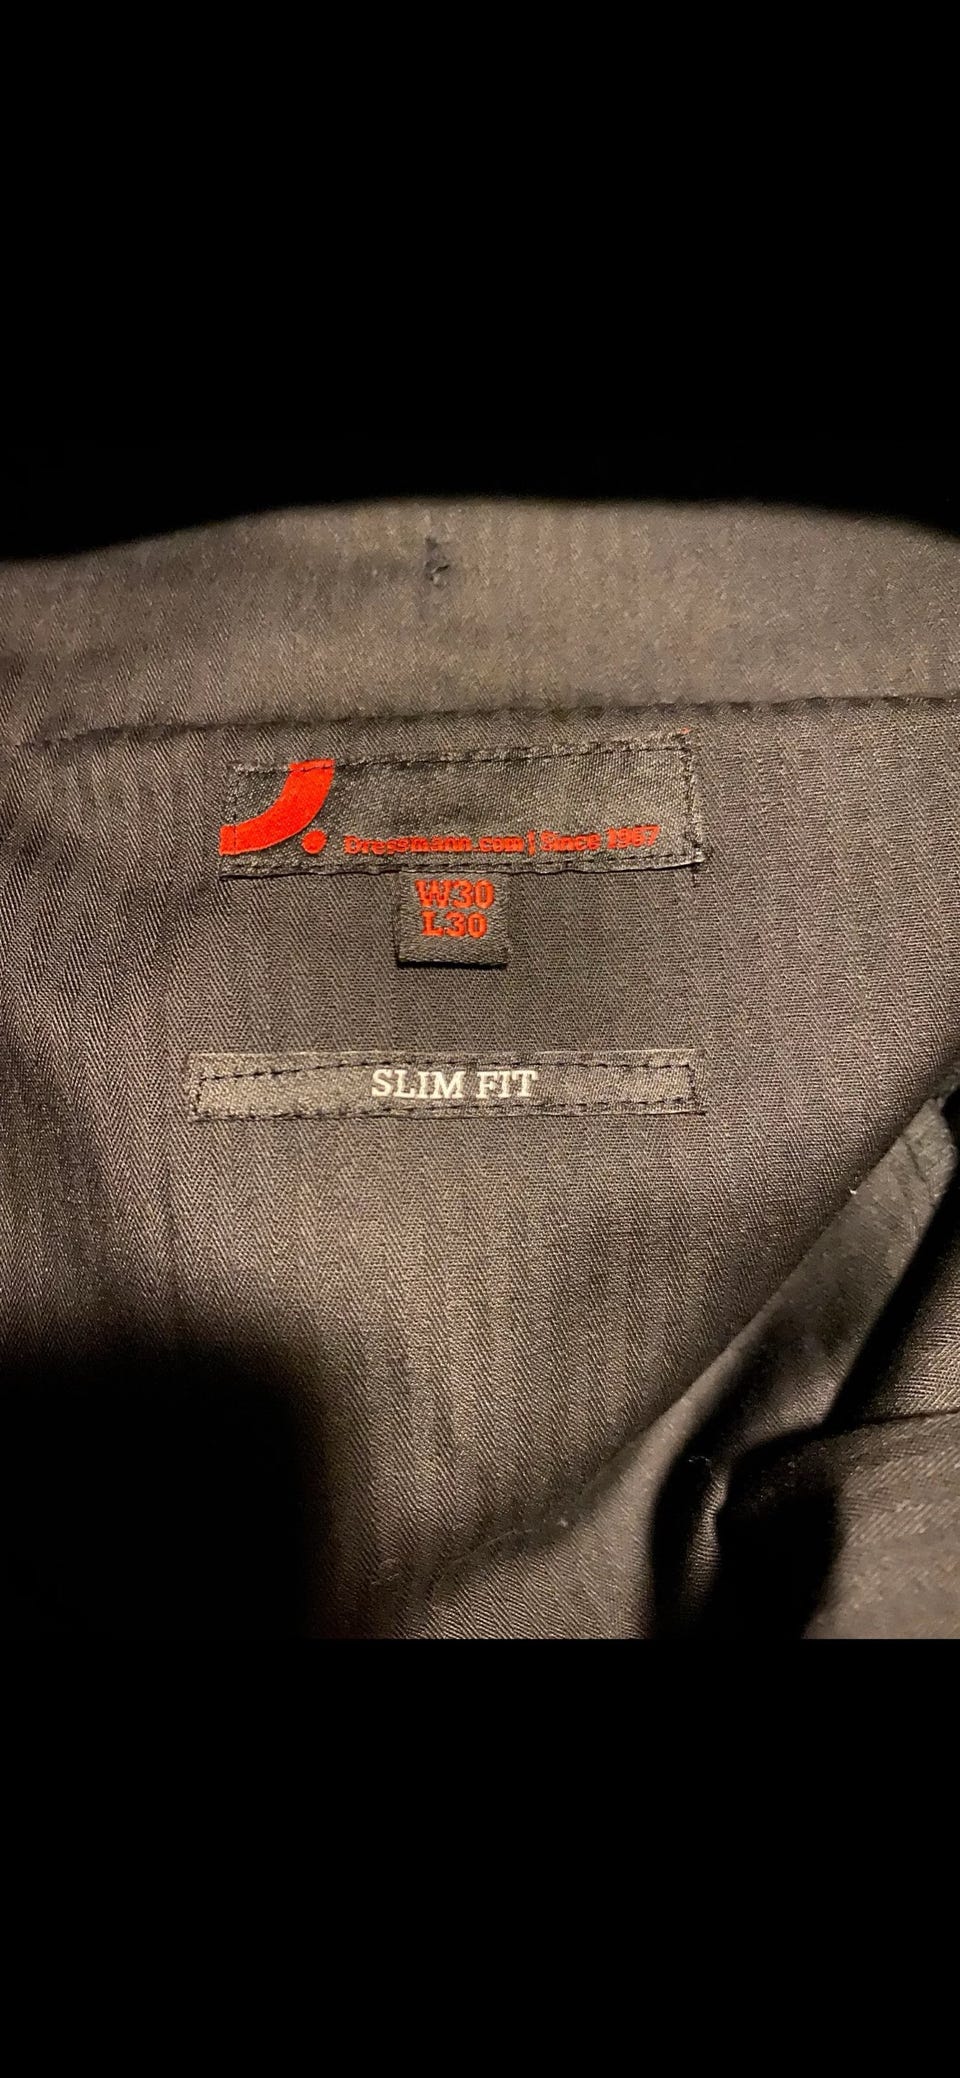 Dressmann.com | Since 1967
W30
L30
SLIM FIT